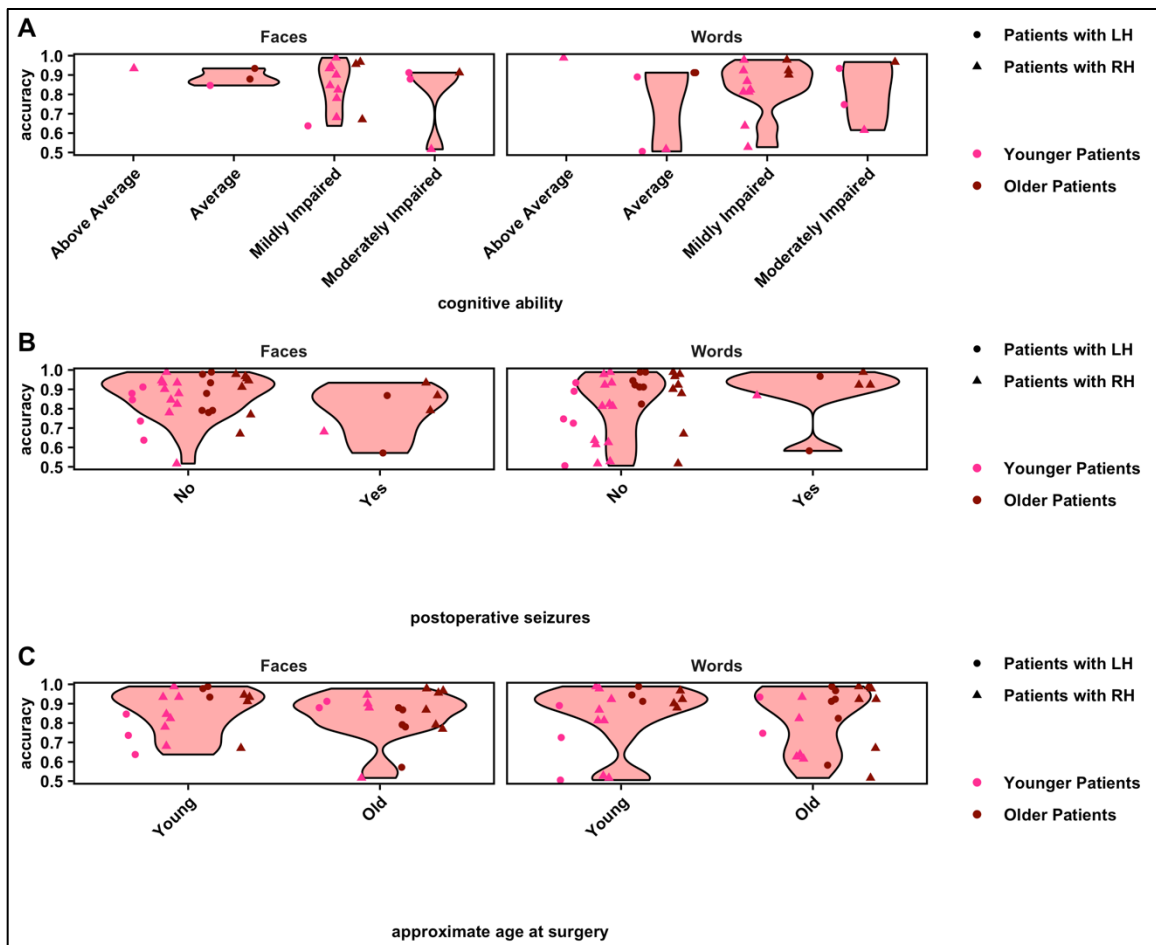 A
Faces
Words
accuracy
1.0
0.9
0.8
0.7
0.6
0.5
Above Average
Average
Mildly Impaired
Moderately Impaired
Above Average
Average
Mildly Impaired
Moderately Impaired
cognitive ability
Patients with LH
Patients with RH
Younger Patients
Older Patients
B
Faces
Words
accuracy
1.0
0.9
0.8
0.7
0.6
0.5
No
Yes
No
Yes
postoperative seizures
Patients with LH
Patients with RH
Younger Patients
Older Patients
C
Faces
Words
accuracy
1.0
0.9
0.8
0.7
0.6
0.5
Young
Old
Young
Old
approximate age at surgery
Patients with LH
Patients with RH
Younger Patients
Older Patients